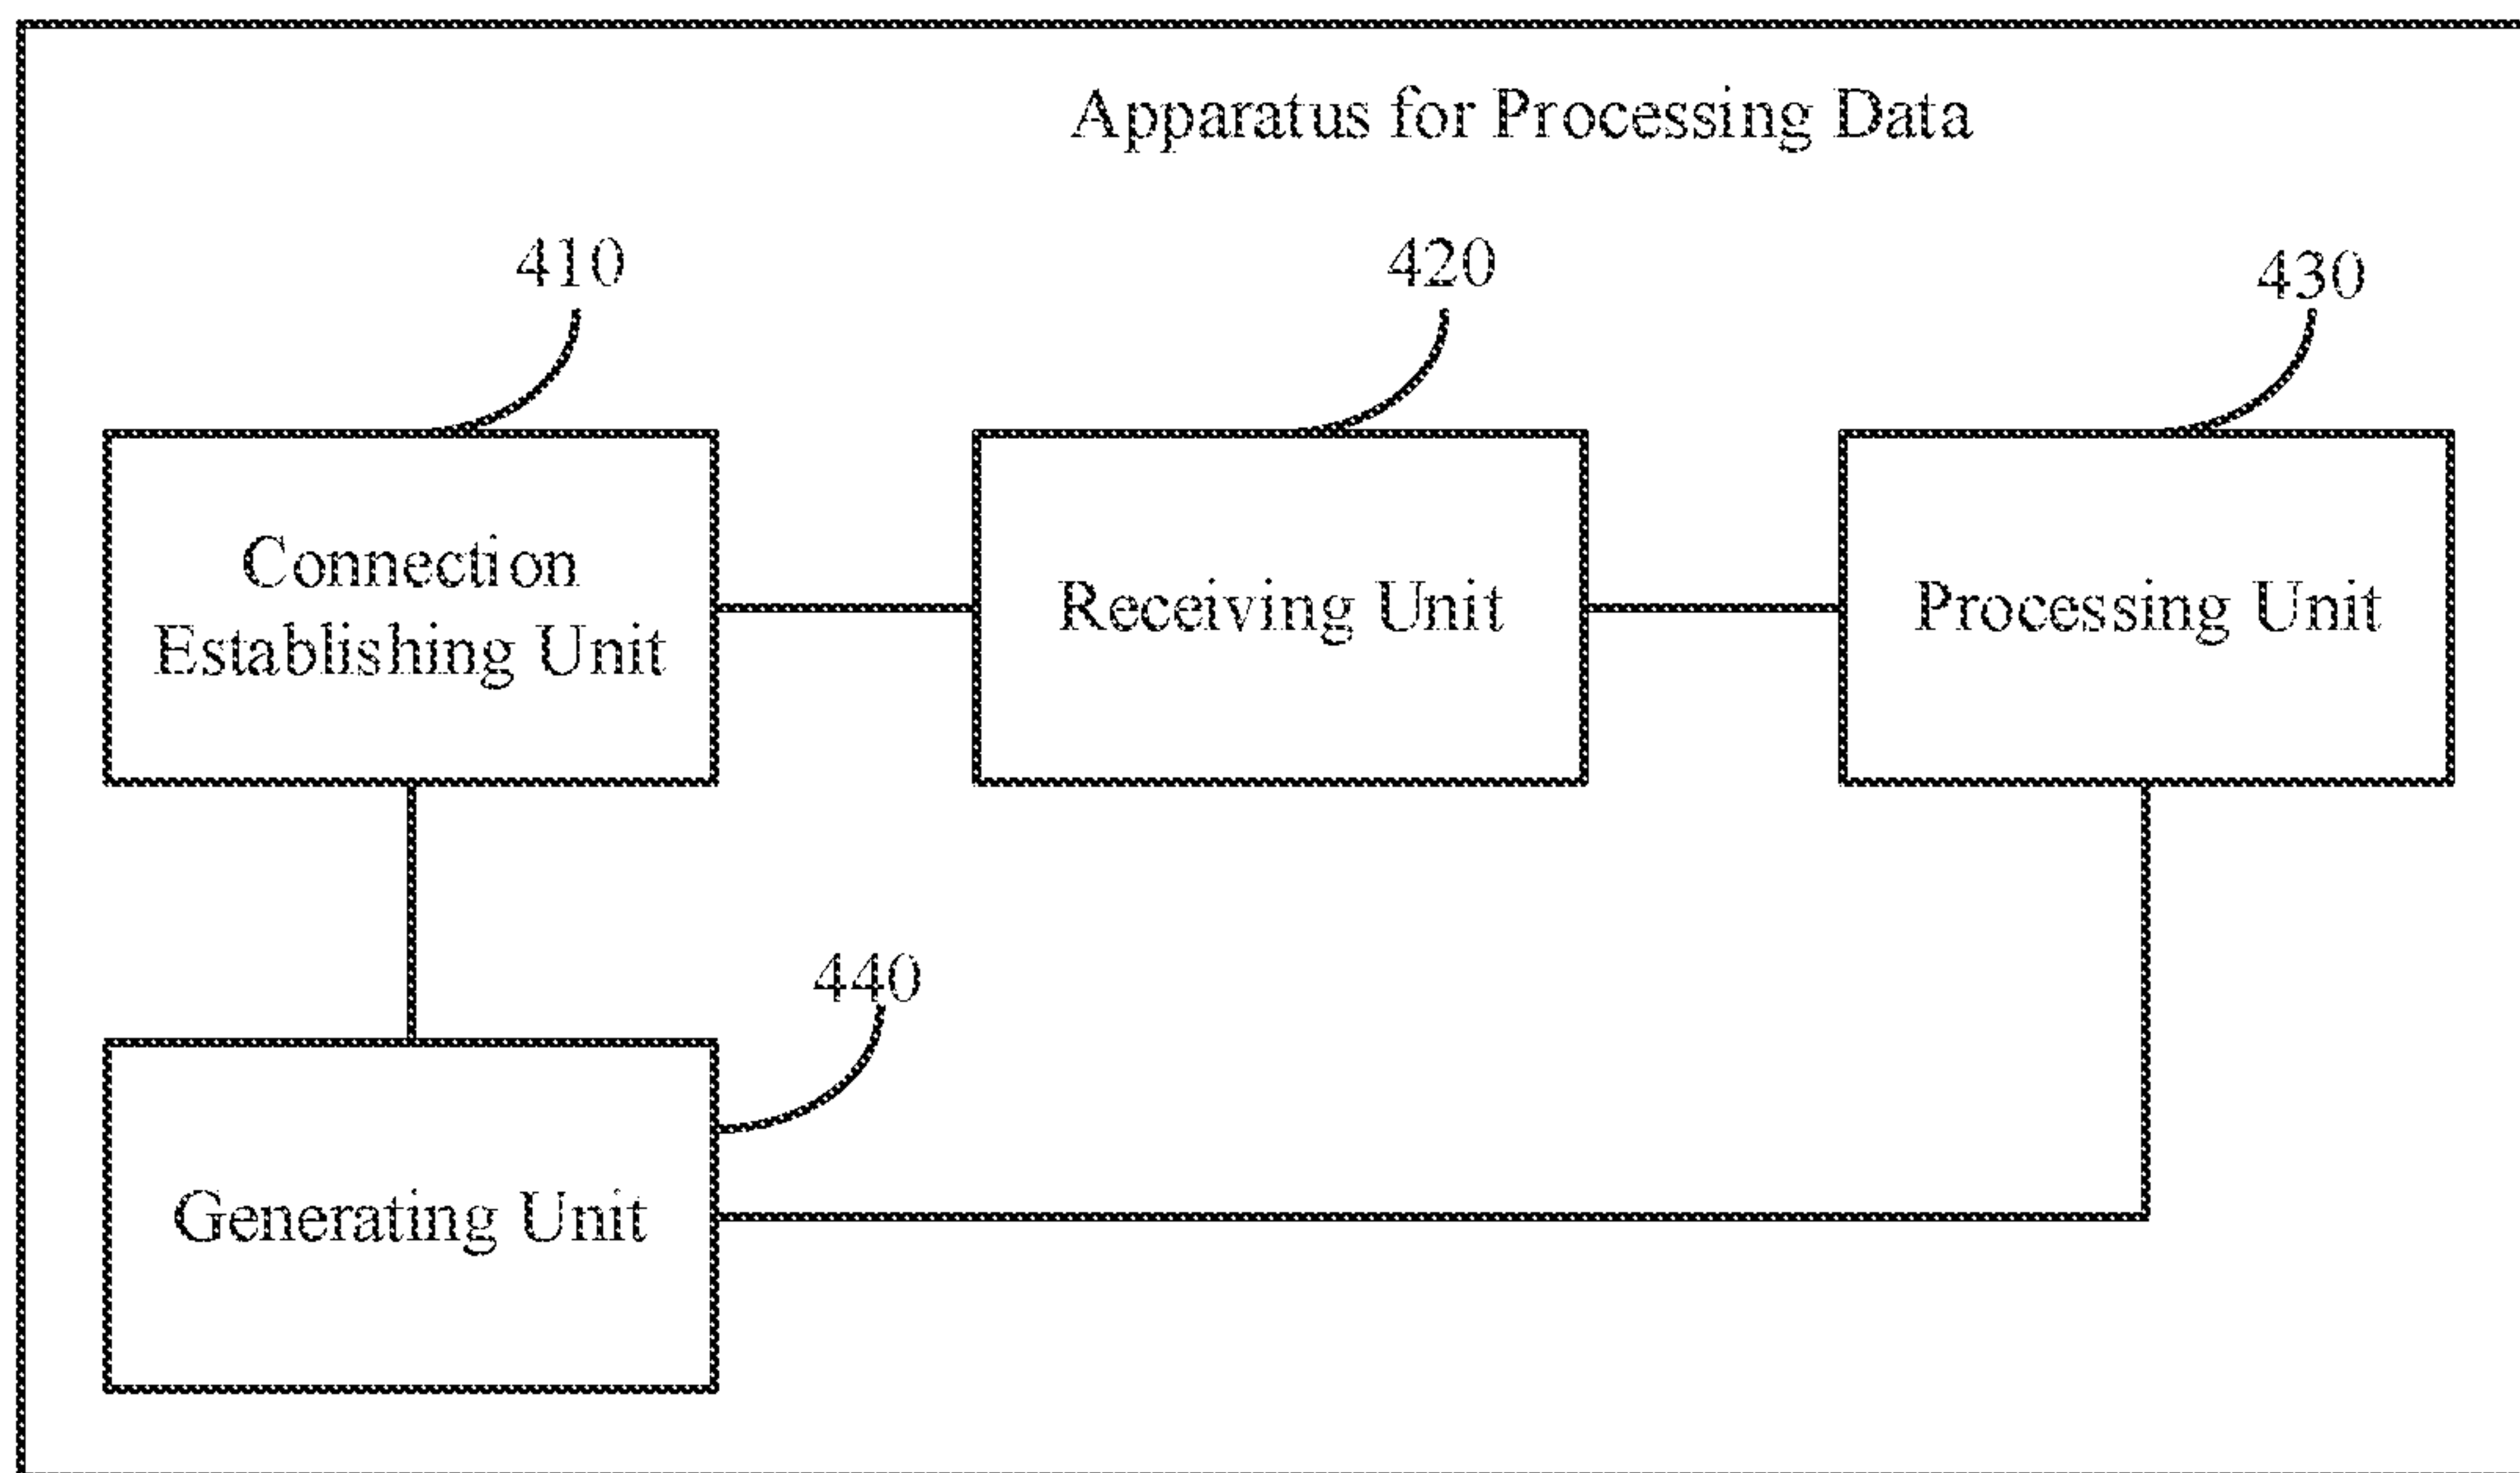 Apparatus for Processing Data
410
420
430
Connection
Establishing Unit
Receiving Unit
Processing Unit
440
Generating Unit